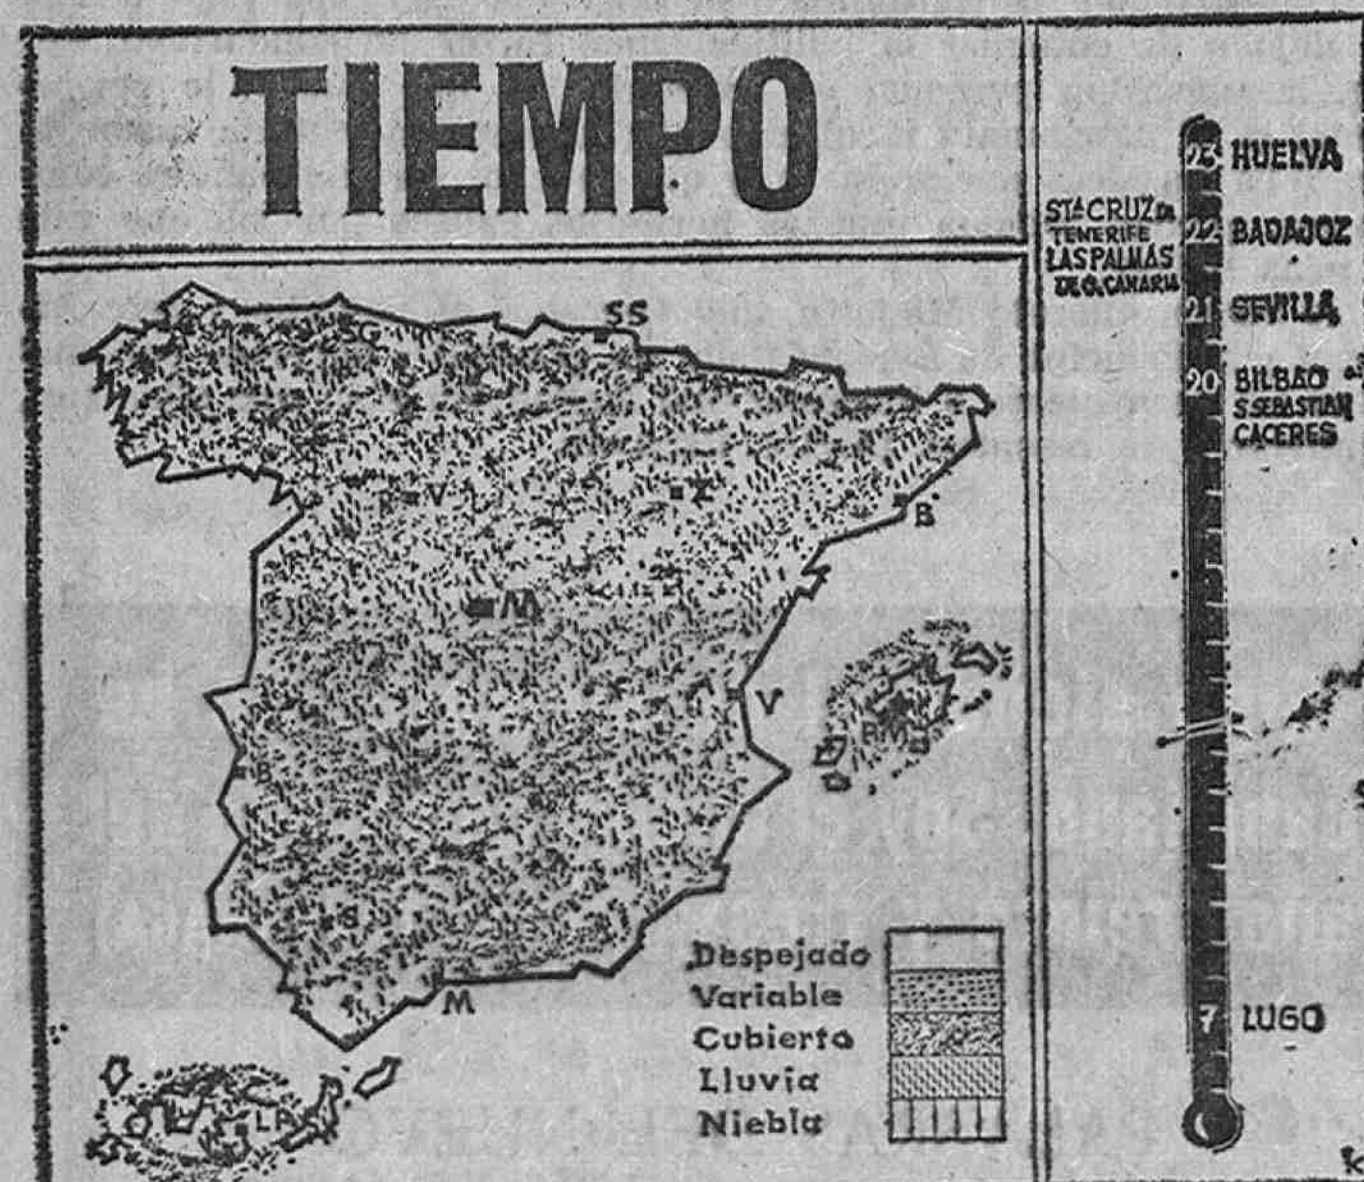 TIEMPO
SS
G
V
Z
B
M
V
P.M.
B
S
M
LP
Despejado
Variable
Cubierto
Lluvia
Niebla
23 HUELVA
STA CRUZ DE
TENERIFE
LAS PALMAS
DE G. CANARIA
22 BADAJOZ
21 SEVILLA
20 BILBAO
S. SEBASTIAN
CACERES
7 LUGO